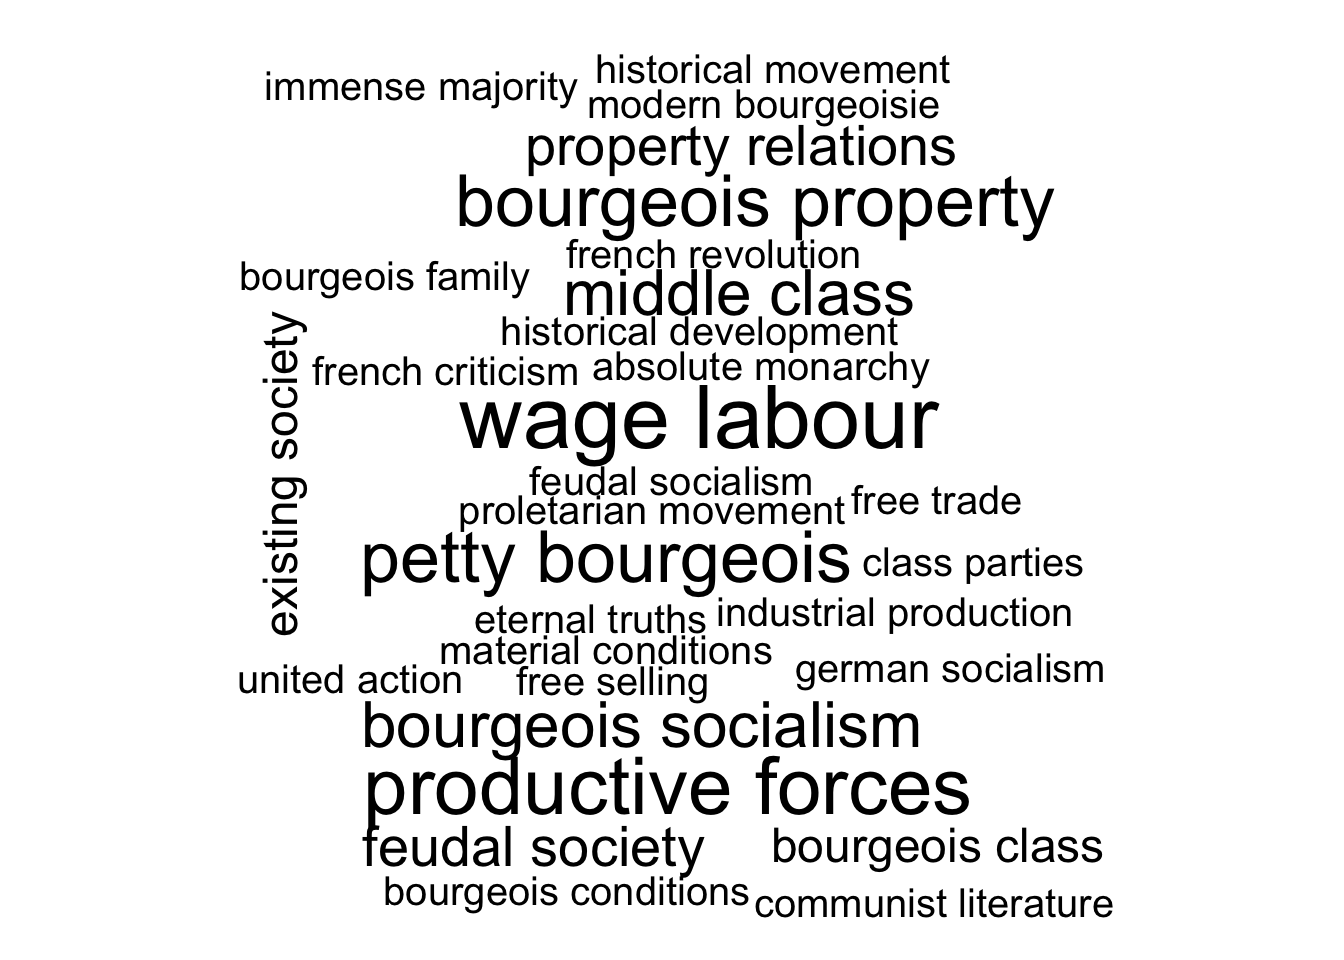 historical movement
immense majority
modern bourgeoisie
property relations
bourgeois property
french revolution
bourgeois family
middle class
historical development
existing society
french criticism
absolute monarchy
wage labour
feudal socialism
free trade
proletarian movement
petty bourgeois
class parties
industrial production
eternal truths
material conditions
german socialism
united action
free selling
bourgeois socialism
productive forces
feudal society
bourgeois class
bourgeois conditions
communist literature